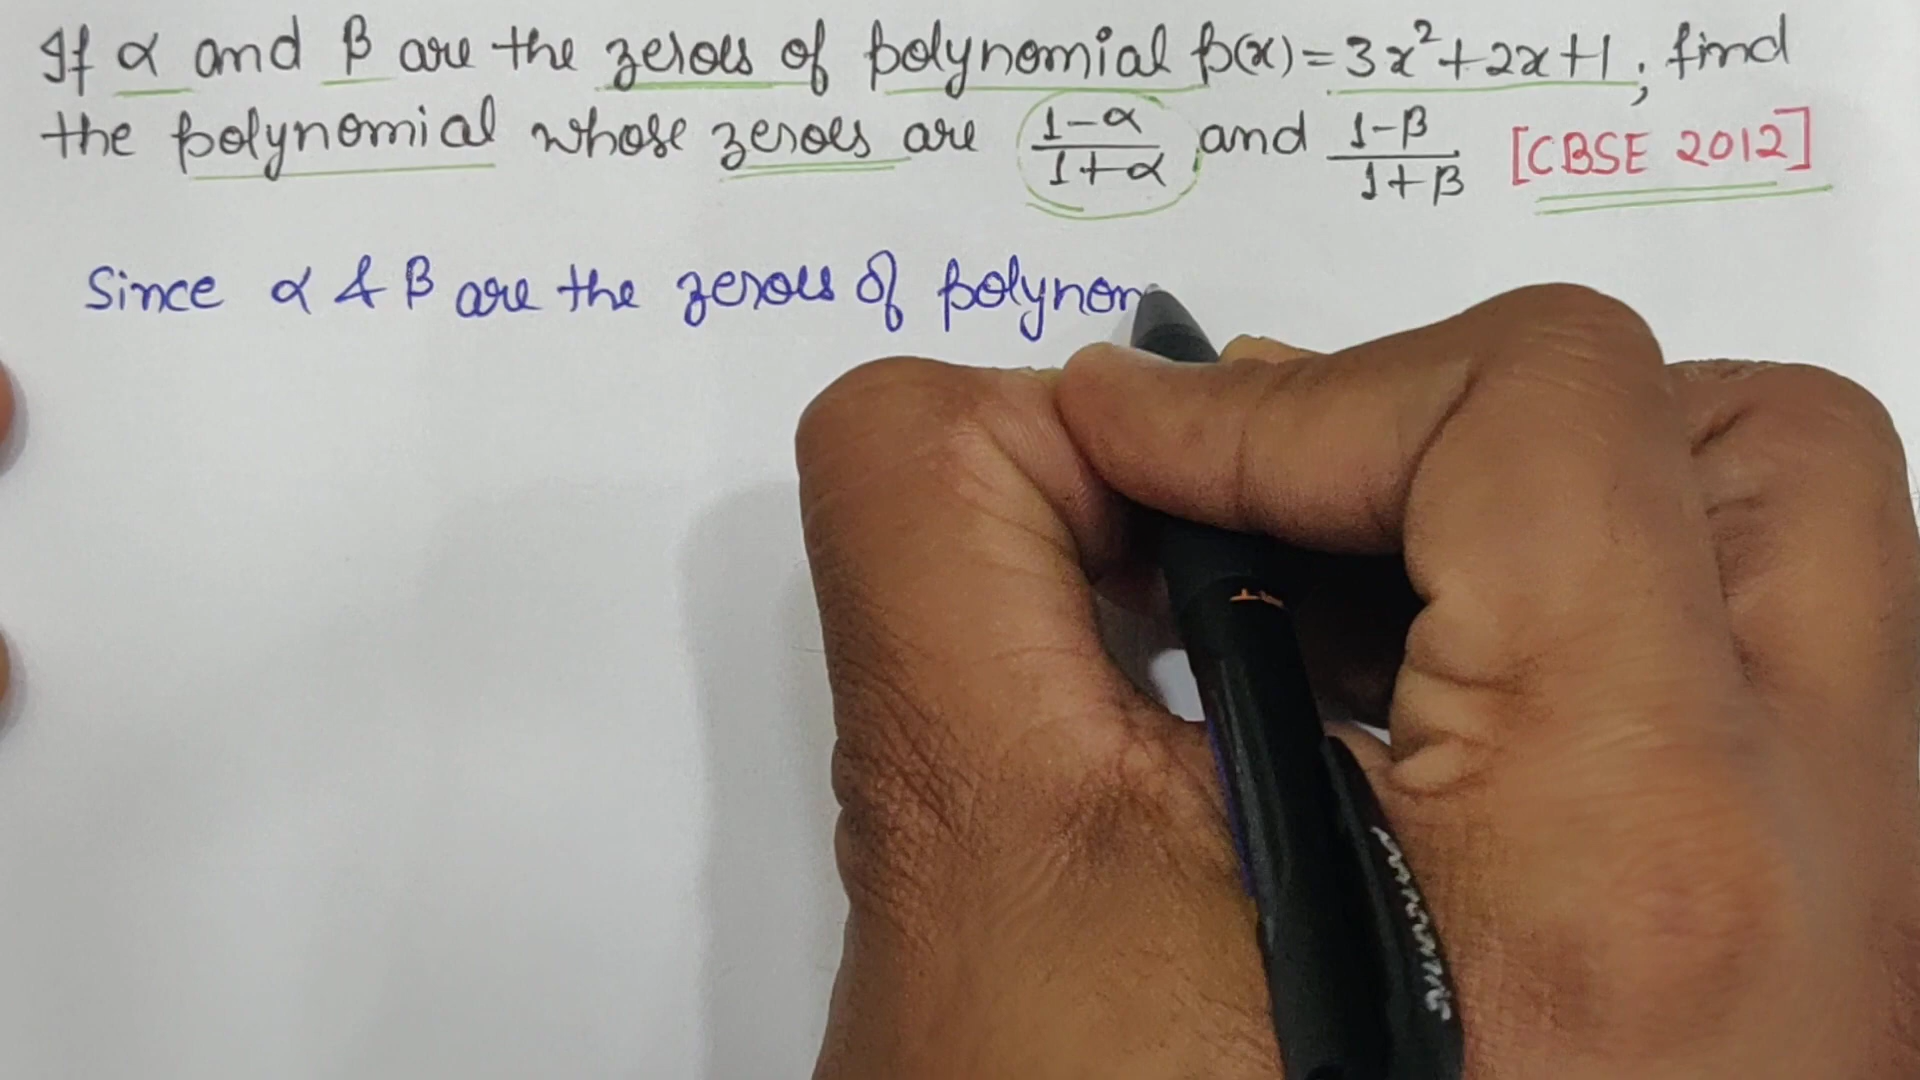 If α and β are the zeroes of polynomial p(x)=3x²+2x+1; find
the polynomial whose zeroes are 1-α/1+α and 1-β/1+β [CBSE 2012]
Since α & β are the zeroes of polynom